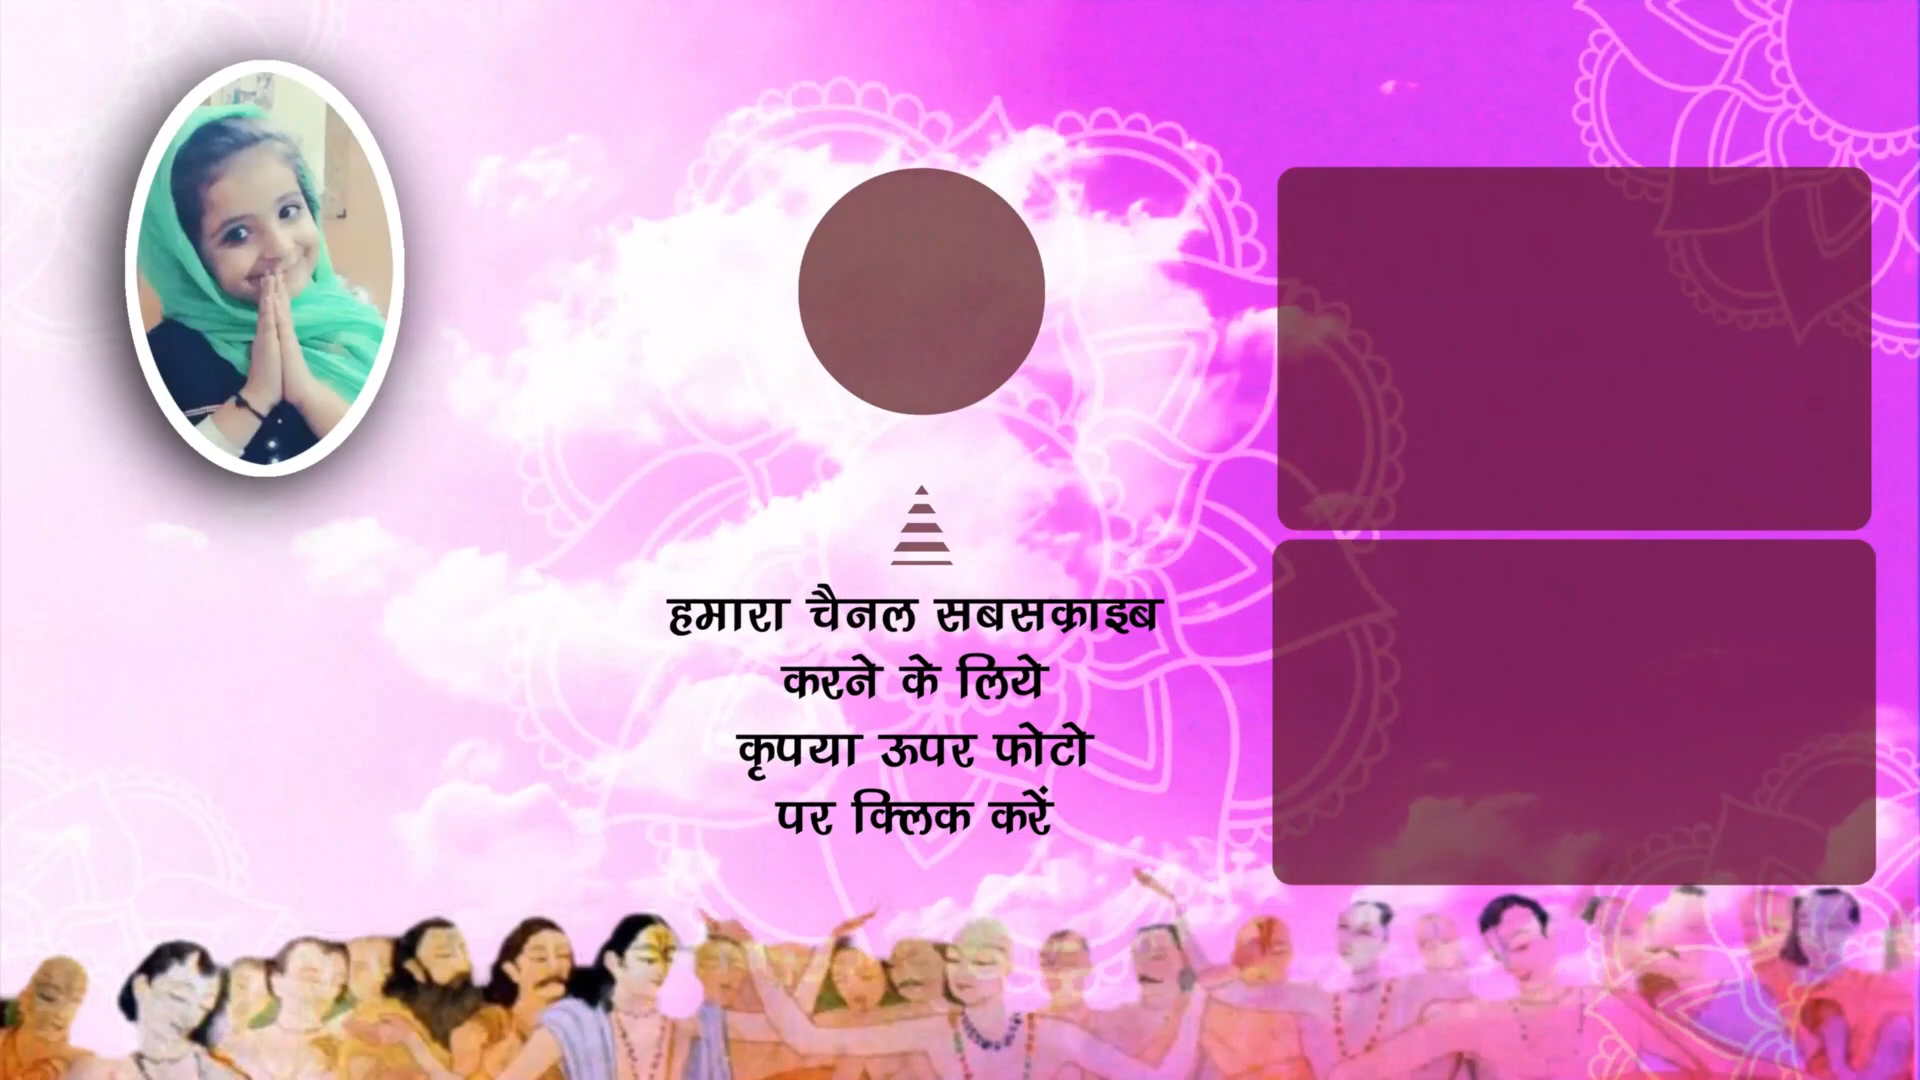 हमारा चैनल सबसक्राइब
करने के लिये
कृपया ऊपर फोटो
पर क्लिक करें